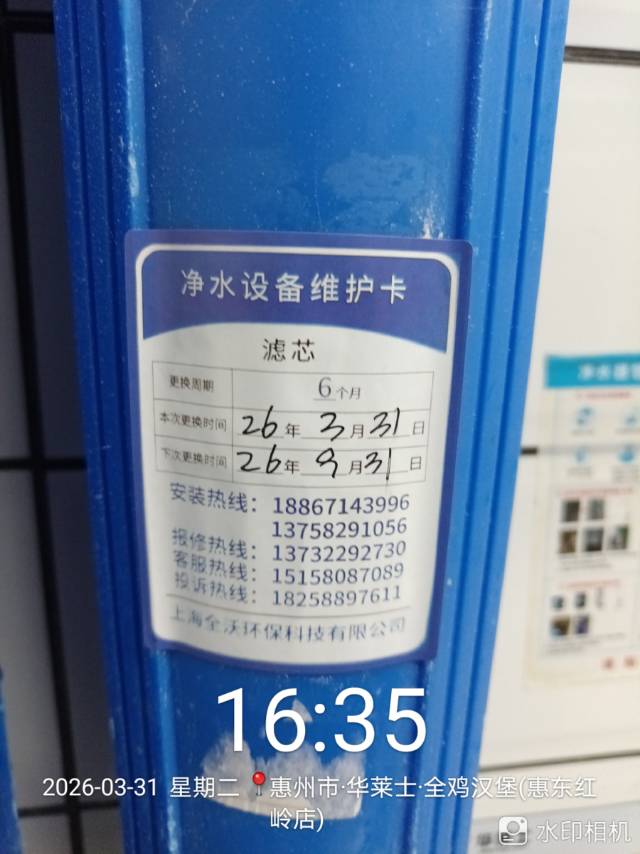 净水设备维护卡
滤芯
更换周期 6个月
本次更换时间 26年3月31日
下次更换时间 26年9月31日
安装热线：18867143996
13758291056
报修热线：13732292730
客服热线：15158087089
投诉热线：18258897611
上海全沃环保科技有限公司
16:35
2026-03-31 星期二 惠州市·华莱士·全鸡汉堡(惠东红
岭店)
水印相机